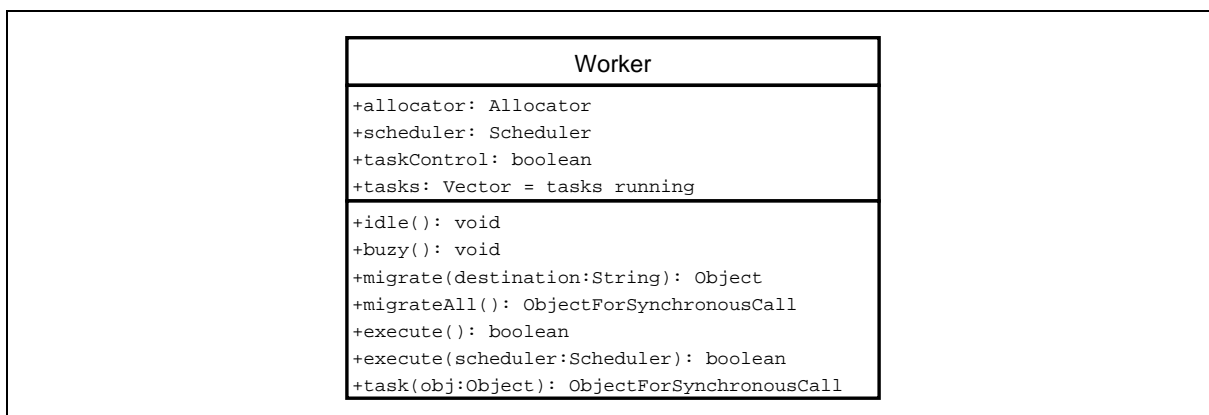 Worker
+allocator: Allocator
+scheduler: Scheduler
+taskControl: boolean
+tasks: Vector = tasks running
+idle(): void
+buzy(): void
+migrate(destination:String): Object
+migrateAll(): ObjectForSynchronousCall
+execute(): boolean
+execute(scheduler:Scheduler): boolean
+task(obj:Object): ObjectForSynchronousCall